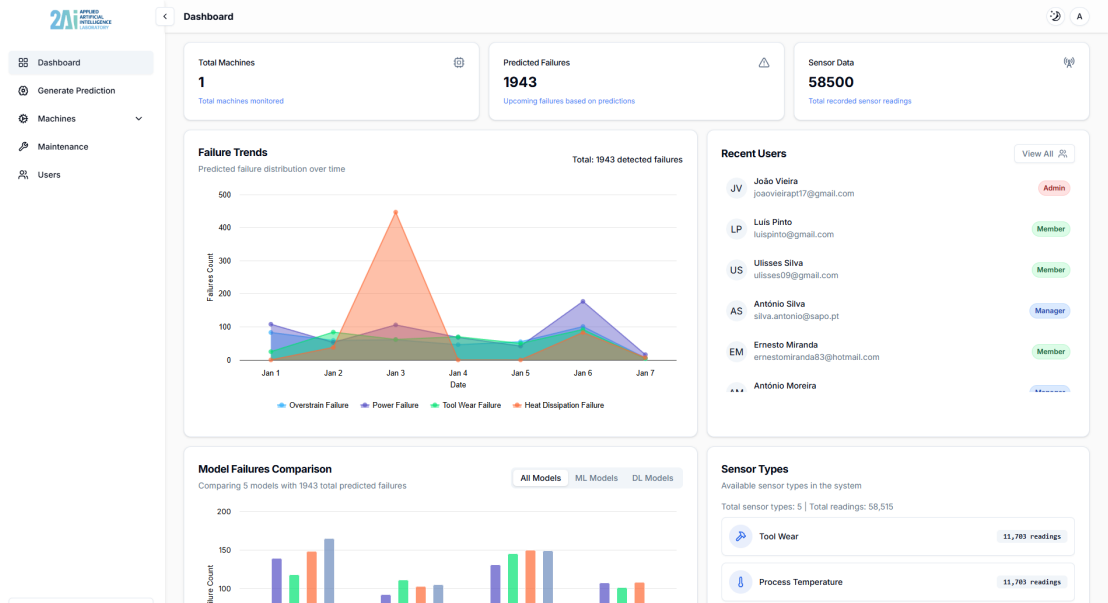 2Ai APPLIED
ARTIFICIAL
INTELLIGENCE
LABORATORY
Dashboard
Generate Prediction
Machines
Maintenance
Users
Dashboard
A
Total Machines
1
Total machines monitored
Predicted Failures
1943
Upcoming failures based on predictions
Sensor Data
58500
Total recorded sensor readings
Failure Trends
Predicted failure distribution over time
Total: 1943 detected failures
500
400
300
200
100
0
Failures Count
Jan 1 Jan 2 Jan 3 Jan 4 Jan 5 Jan 6 Jan 7
Date
Overstrain Failure Power Failure Tool Wear Failure Heat Dissipation Failure
Recent Users
View All
JV
João Vieira
joaovieirapt17@gmail.com
Admin
LP
Luís Pinto
luispinto@gmail.com
Member
US
Ulisses Silva
ulisses09@gmail.com
Member
AS
António Silva
silva.antonio@sapo.pt
Manager
EM
Ernesto Miranda
ernestomiranda83@hotmail.com
Member
AM
António Moreira
Manager
Model Failures Comparison
Comparing 5 models with 1943 total predicted failures
All Models ML Models DL Models
200
150
100
Sensor Types
Available sensor types in the system
Total sensor types: 5 | Total readings: 58,515
Tool Wear
11,703 readings
Process Temperature
11,703 readings